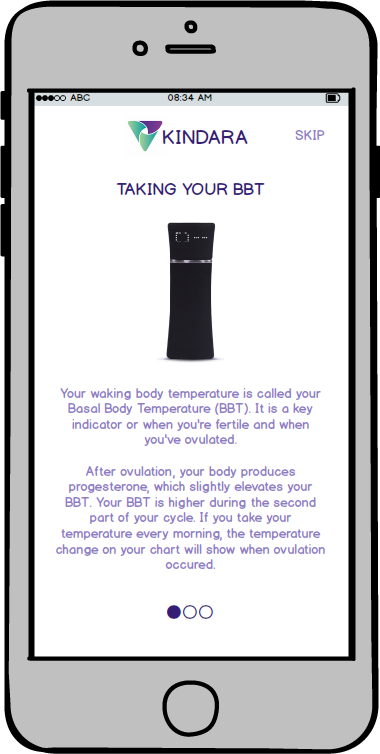 ABC 08:34 AM
KINDARA SKIP
TAKING YOUR BBT
Your waking body temperature is called your
Basal Body Temperature (BBT). It is a key
indicator or when you're fertile and when
you've ovulated.
After ovulation, your body produces
progesterone, which slightly elevates your
BBT. Your BBT is higher during the second
part of your cycle. If you take your
temperature every morning, the temperature
change on your chart will show when ovulation
occured.